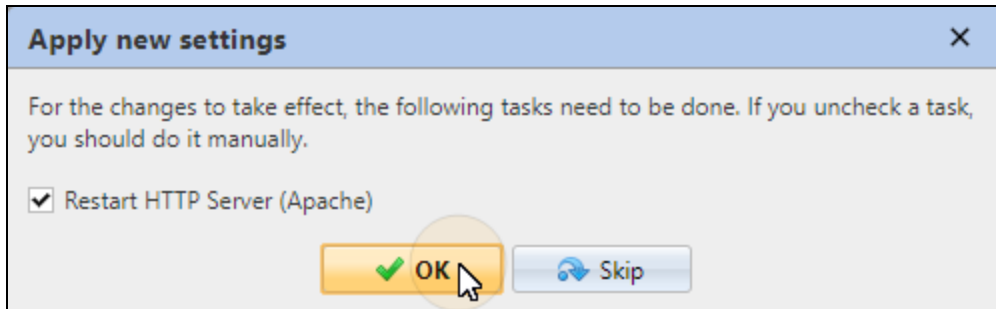 Apply new settings
For the changes to take effect, the following tasks need to be done. If you uncheck a task,
you should do it manually.
Restart HTTP Server (Apache)
OK
Skip